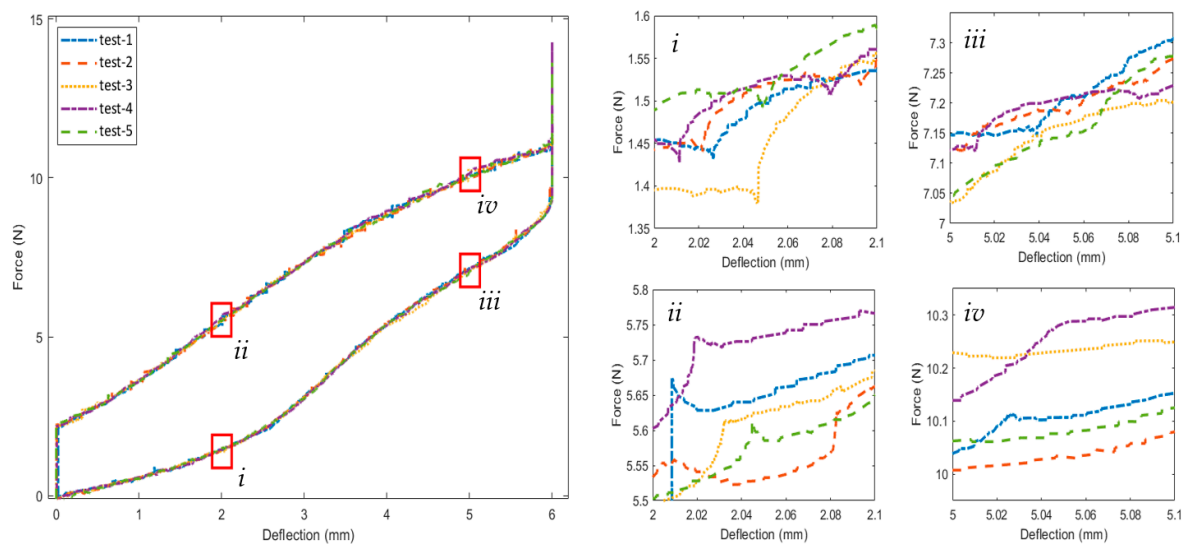 15
10
5
0
Force (N)
test-1
test-2
test-3
test-4
test-5
iv
iii
ii
i
0 1 2 3 4 5 6
Deflection (mm)
i
1.6
1.55
1.5
1.45
1.4
1.35
Force (N)
2 2.02 2.04 2.06 2.08 2.1
Deflection (mm)
iii
7.3
7.25
7.2
7.15
7.1
7.05
7
Force (N)
5 5.02 5.04 5.06 5.08 5.1
Deflection (mm)
ii
5.8
5.75
5.7
5.65
5.6
5.55
5.5
Force (N)
2 2.02 2.04 2.06 2.08 2.1
Deflection (mm)
iv
10.3
10.2
10.1
10
Force (N)
5 5.02 5.04 5.06 5.08 5.1
Deflection (mm)